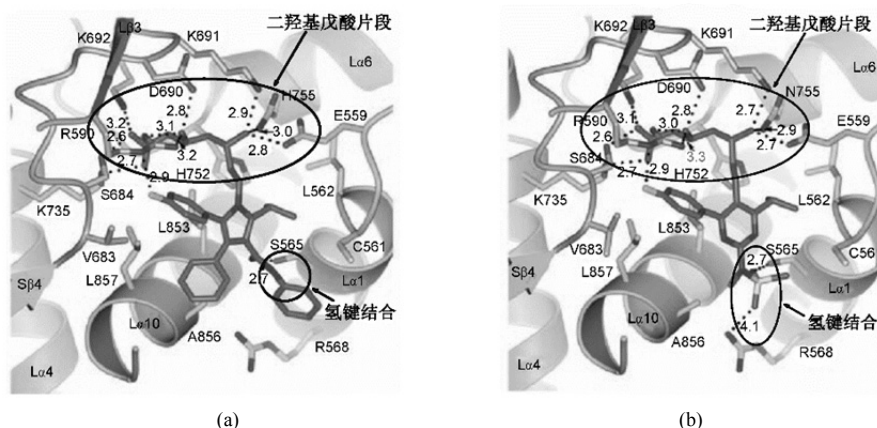 二羟基戊酸片段
Lβ3
K692
K691
Lα6
D690
H755
2.8
2.9
E559
3.2
3.1
3.0
R590
2.6
2.8
3.2
2.7
H752
2.9
S684
L562
K735
L853
C561
V683
S565
Sβ4
L857
2.7
Lα1
氢键结合
Lα10
A856
R568
Lα4
(a)
二羟基戊酸片段
Lβ3
K692
K691
Lα6
D690
N755
2.8
2.7
E559
3.1
3.0
R590
2.9
2.6
2.7
3.3
S684
H752
2.7
2.9
L562
K735
L853
S565
C56
V683
2.7
Sβ4
L857
Lα1
氢键结合
Lα10
4.1
A856
R568
Lα4
(b)